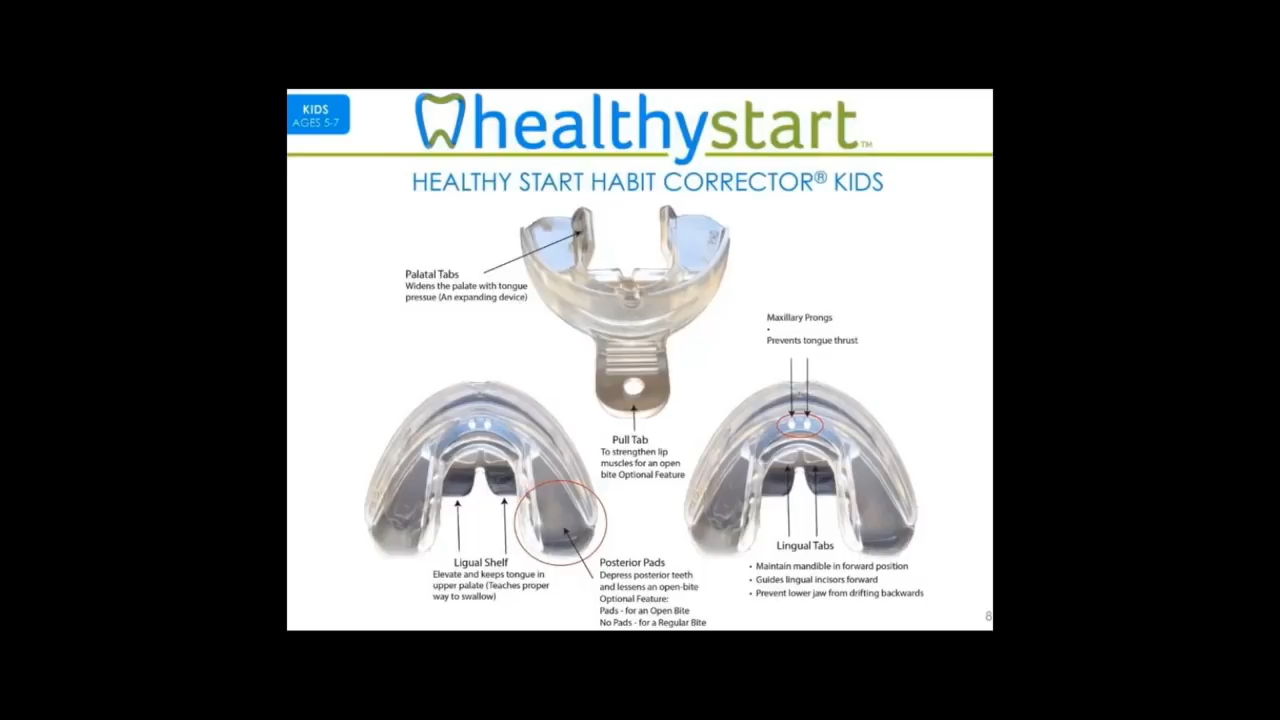 KIDS
AGES 5-7
healthystart™
HEALTHY START HABIT CORRECTOR® KIDS
Palatal Tabs
Widens the palate with tongue
pressue (An expanding device)
Maxillary Prongs
•
Prevents tongue thrust
Pull Tab
To strengthen lip
muscles for an open
bite Optional Feature
Ligual Shelf
Elevate and keeps tongue in
upper palate (Teaches proper
way to swallow)
Posterior Pads
Depress posterior teeth
and lessens an open-bite
Optional Feature:
Pads - for an Open Bite
No Pads - for a Regular Bite
Lingual Tabs
• Maintain mandible in forward position
• Guides lingual incisors forward
• Prevent lower jaw from drifting backwards
8